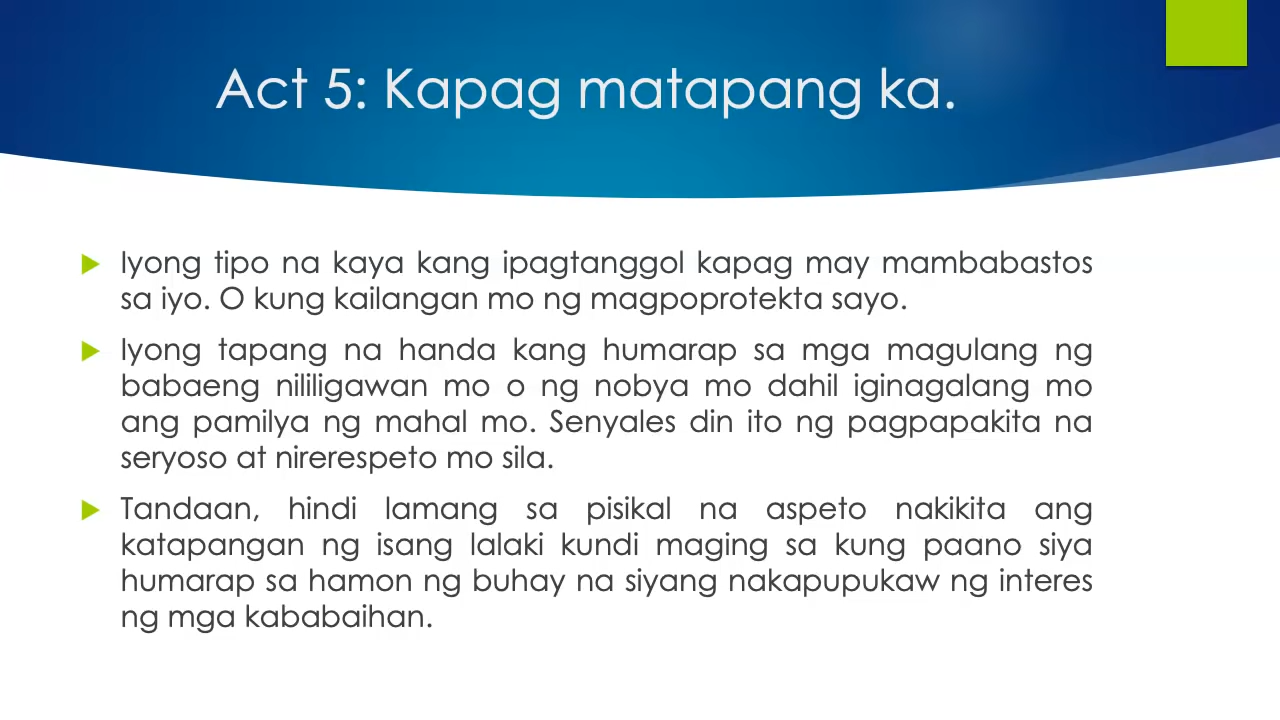 Act 5: Kapag matapang ka.
Iyong tipo na kaya kang ipagtanggol kapag may mambabastos
sa iyo. O kung kailangan mo ng magpoprotekta sayo.
Iyong tapang na handa kang humarap sa mga magulang ng
babaeng nililigawan mo o ng nobya mo dahil iginagalang mo
ang pamilya ng mahal mo. Senyales din ito ng pagpapakita na
seryoso at nirerespeto mo sila.
Tandaan, hindi lamang sa pisikal na aspeto nakikita ang
katapangan ng isang lalaki kundi maging sa kung paano siya
humarap sa hamon ng buhay na siyang nakapupukaw ng interes
ng mga kababaihan.